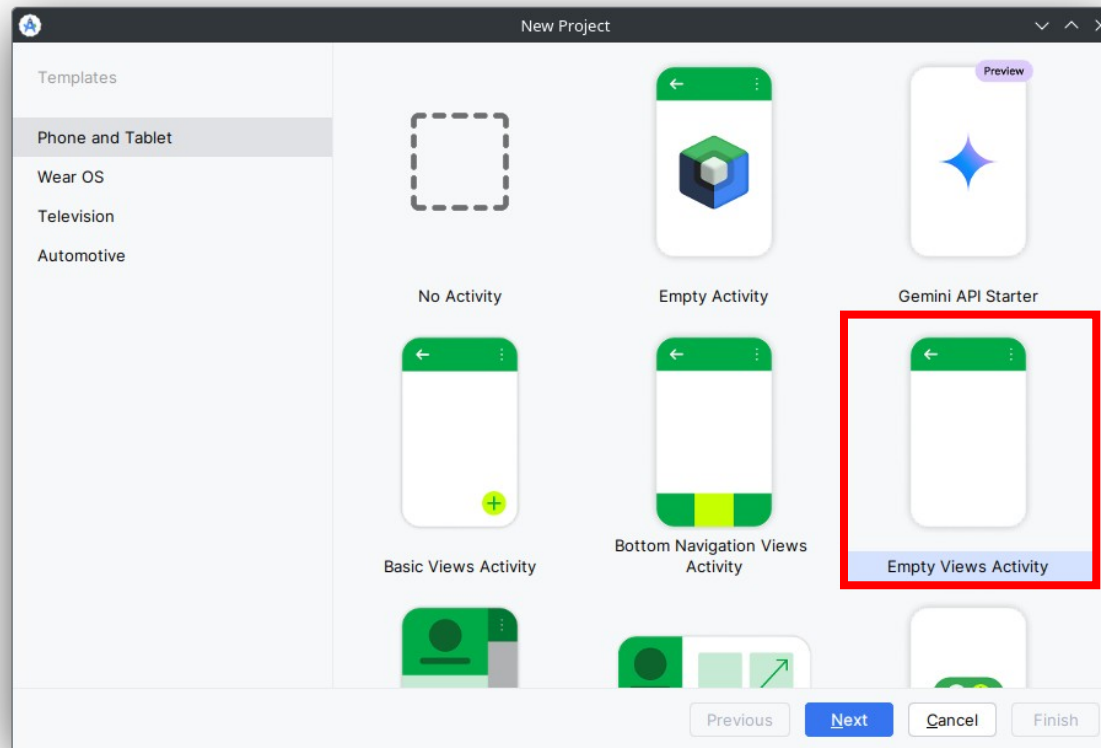 New Project
Templates
Phone and Tablet
Wear OS
Television
Automotive
Preview
No Activity
Empty Activity
Gemini API Starter
Basic Views Activity
Bottom Navigation Views
Activity
Empty Views Activity
Previous
Next
Cancel
Finish